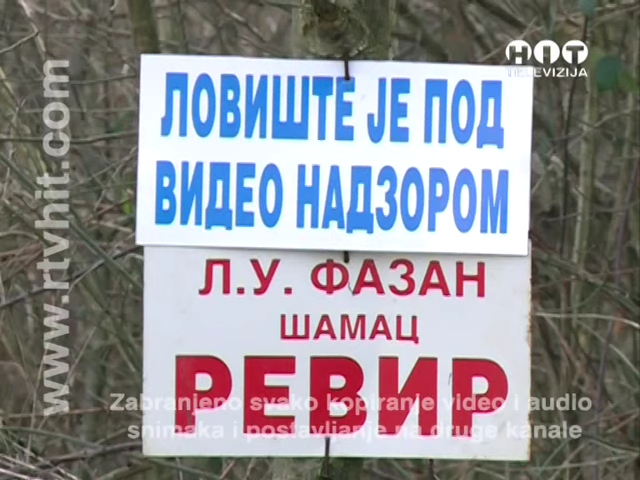 HIT
TELEVIZIJA
www.rtvhit.com
ЛОВИШТЕ ЈЕ ПОД
ВИДЕО НАДЗОРОМ
Л.У. ФАЗАН
ШАМАЦ
РЕВИР
Zabranjeno svako kopiranje video i audio
snimaka i postavljanje na druge kanale